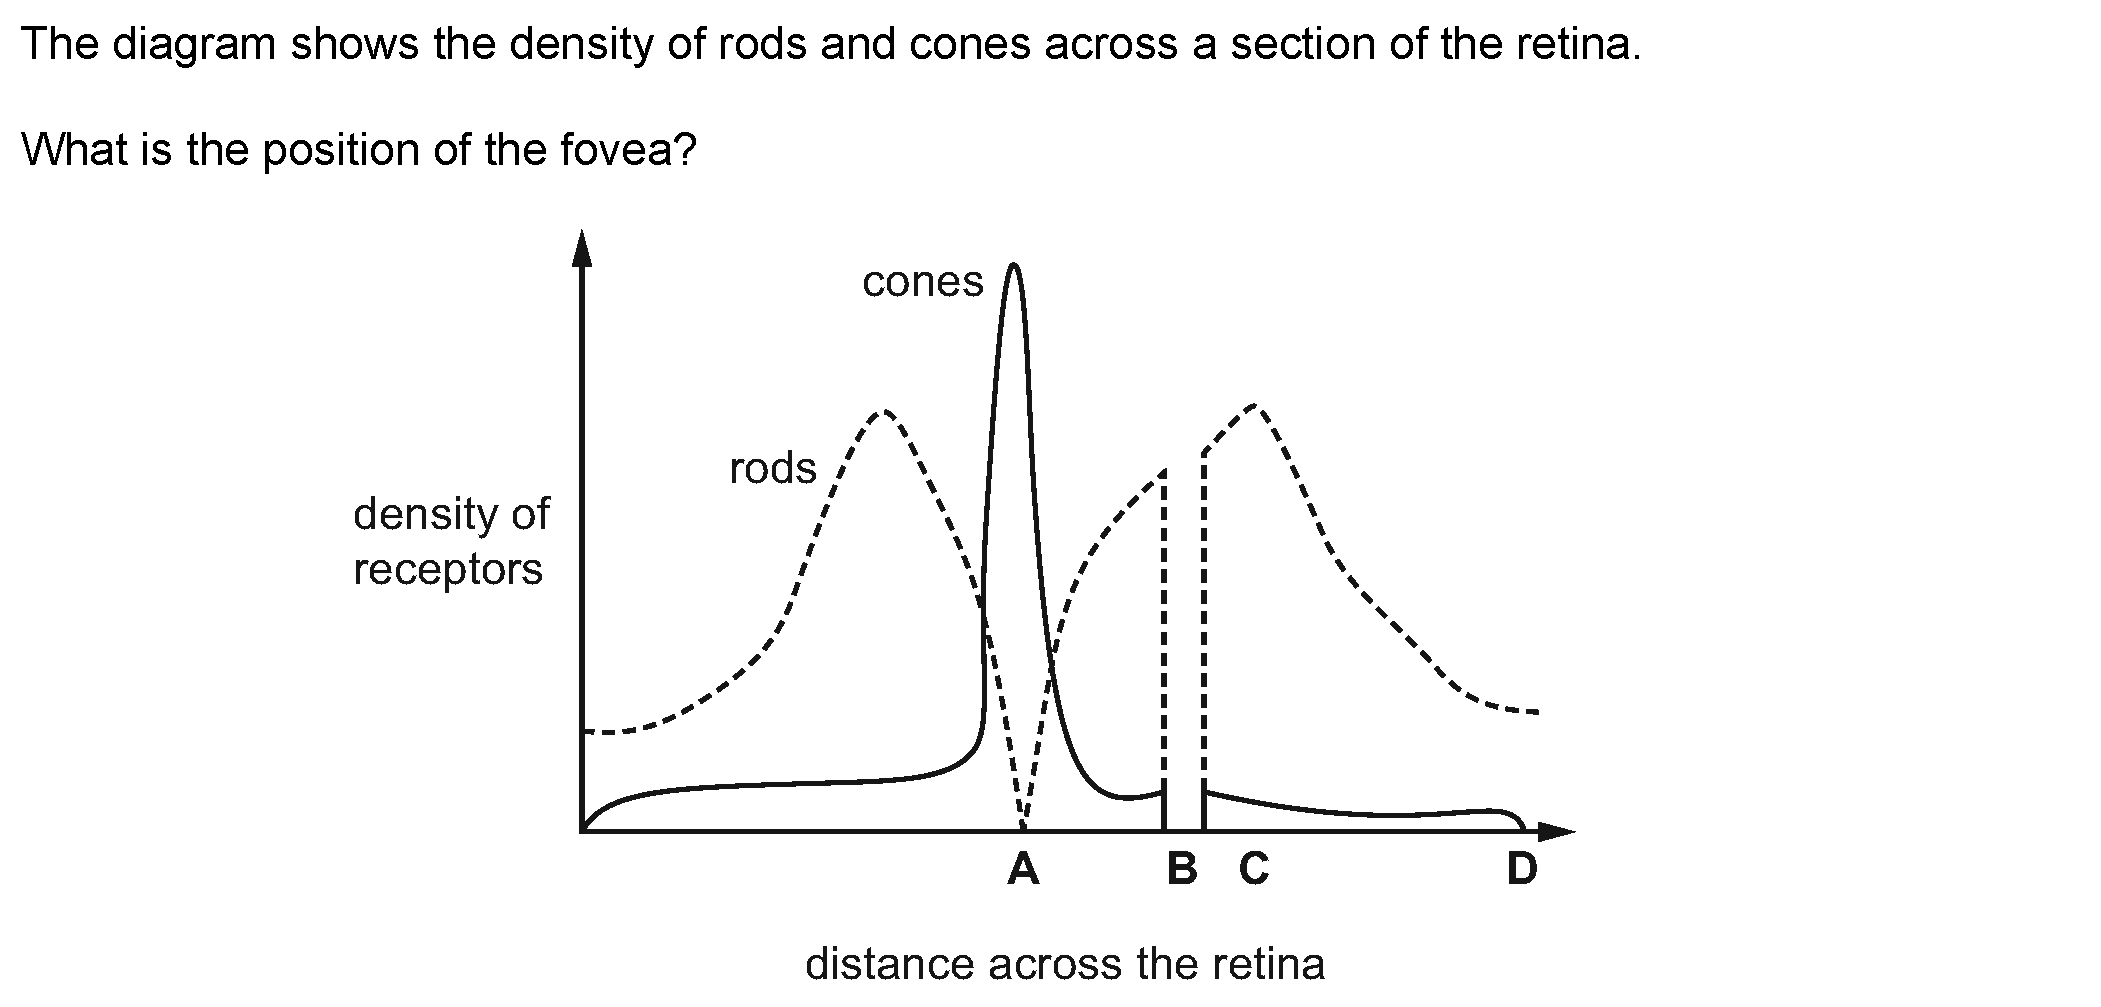 The diagram shows the density of rods and cones across a section of the retina.
What is the position of the fovea?
cones
rods
density of
receptors
A B C D
distance across the retina